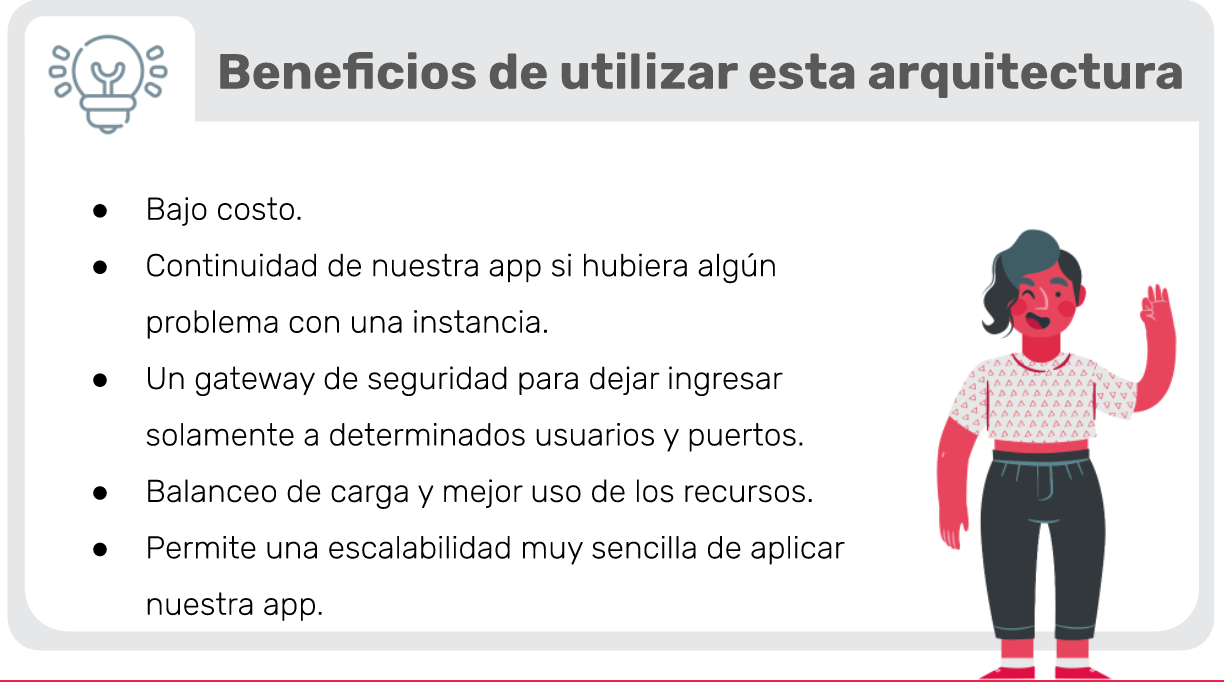 Beneficios de utilizar esta arquitectura
● Bajo costo.
● Continuidad de nuestra app si hubiera algún
problema con una instancia.
● Un gateway de seguridad para dejar ingresar
solamente a determinados usuarios y puertos.
● Balanceo de carga y mejor uso de los recursos.
● Permite una escalabilidad muy sencilla de aplicar
nuestra app.